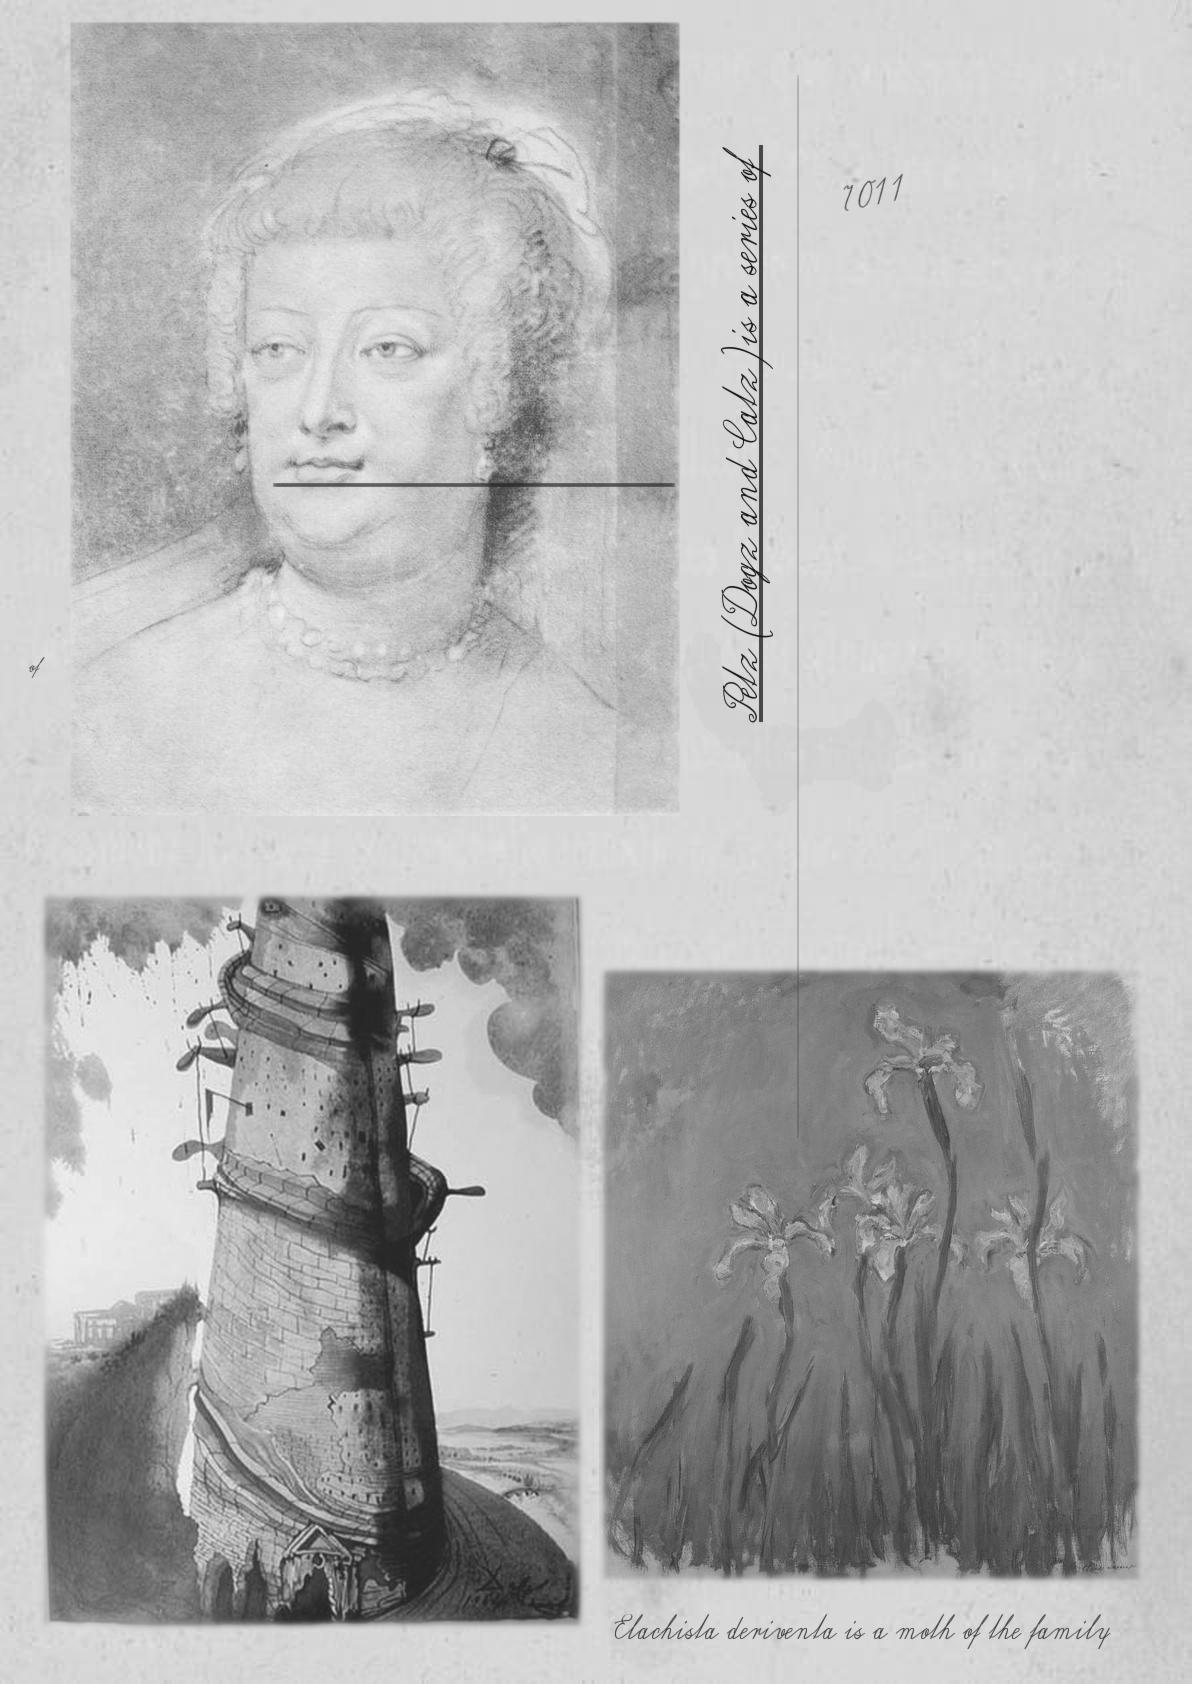 Petz (Dogz and Catz ) is a series of
7011
of
Elachista deriventa is a moth of the family